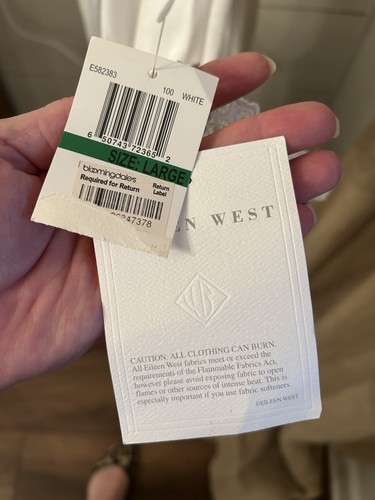 E582383
100 WHITE
6 50743 72365 2
SIZE: LARGE
bloomingdales
Required for Return
Return
Label
47378
EN WEST
CAUTION: ALL CLOTHING CAN BURN.
All Eileen West fabrics meet or exceed the
requirements of the Flammable Fabrics Act,
however please avoid exposing fabric to open
flames or other sources of intense heat. This is
especially important if you use fabric softeners.
©EILEEN WEST